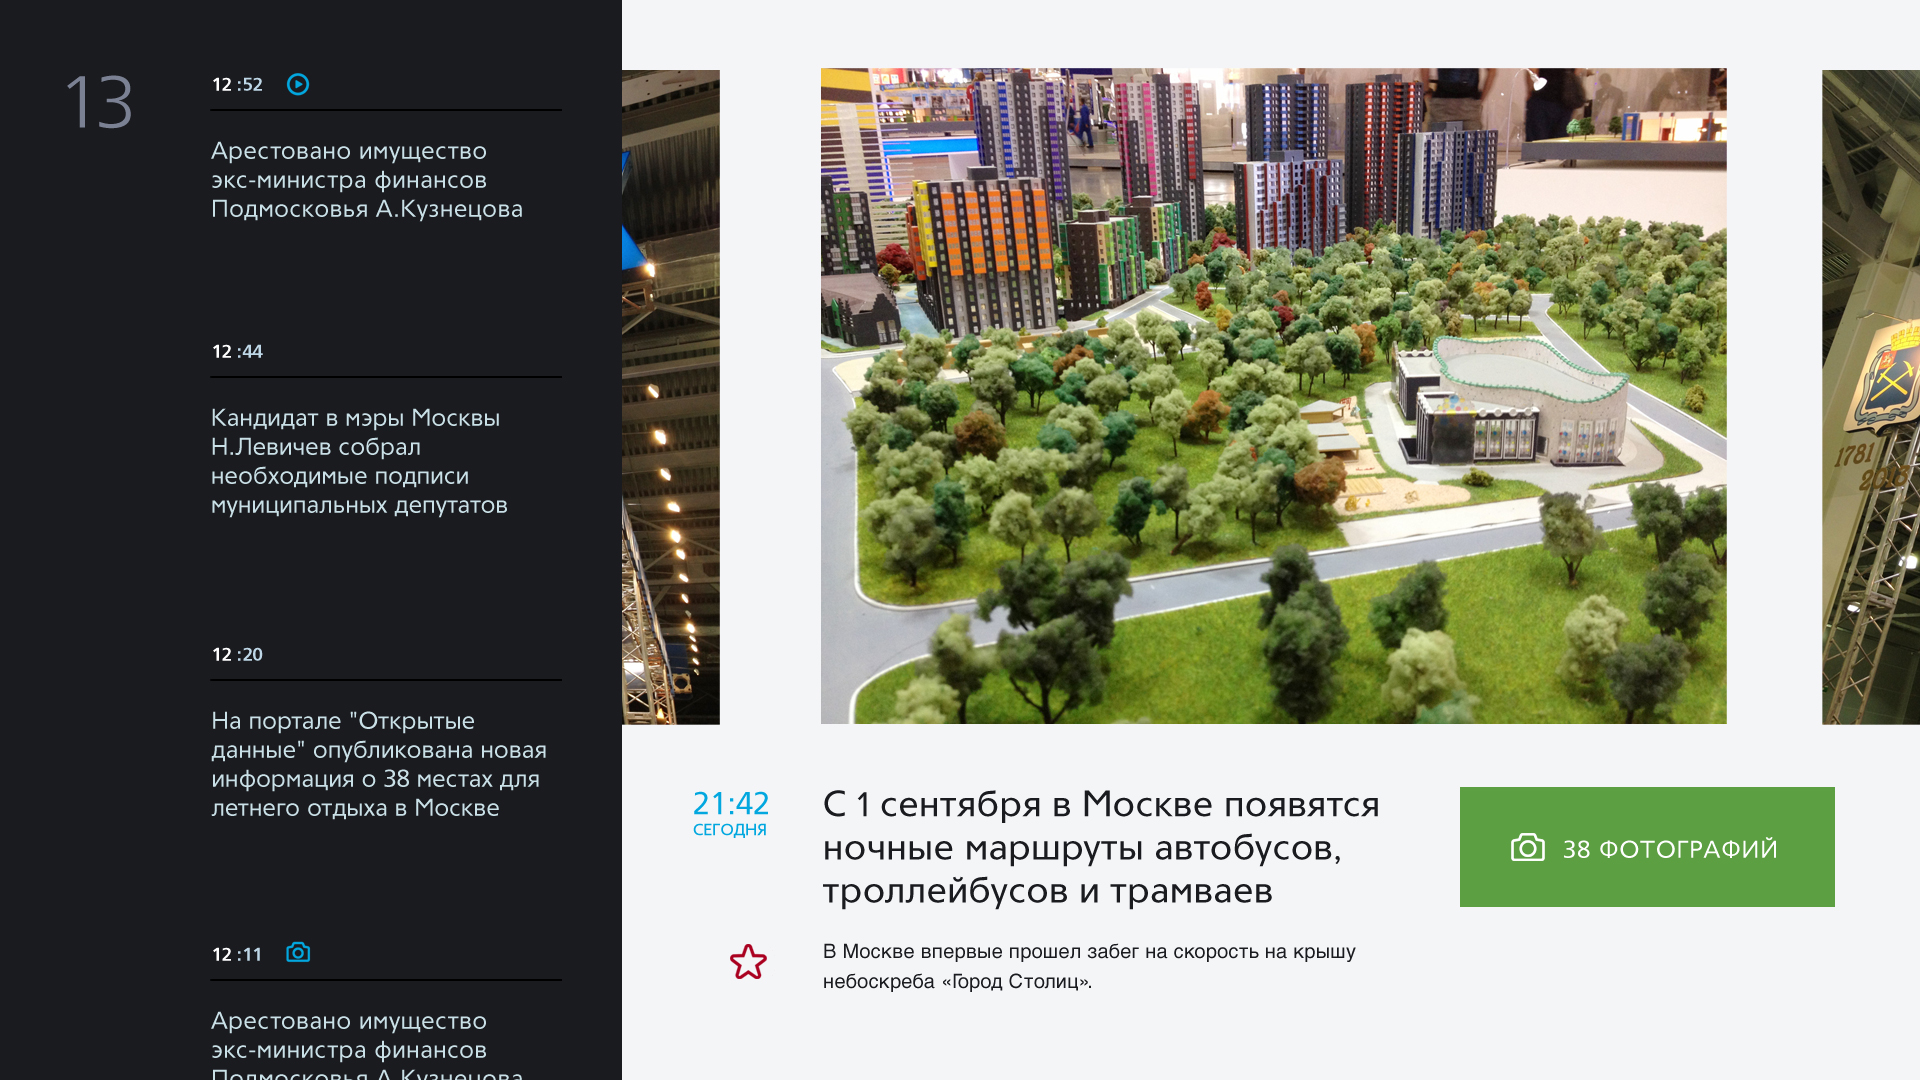 13
12:52
Арестовано имущество
экс-министра финансов
Подмосковья А.Кузнецова
12:44
Кандидат в мэры Москвы
Н.Левичев собрал
необходимые подписи
муниципальных депутатов
12:20
На портале "Открытые
данные" опубликована новая
информация о 38 местах для
летнего отдыха в Москве
12:11
Арестовано имущество
экс-министра финансов
Подмосковья А.Кузнецова
1781
21:42
СЕГОДНЯ
С 1 сентября в Москве появятся
ночные маршруты автобусов,
троллейбусов и трамваев
38 ФОТОГРАФИЙ
В Москве впервые прошел забег на скорость на крышу
небоскреба «Город Столиц».